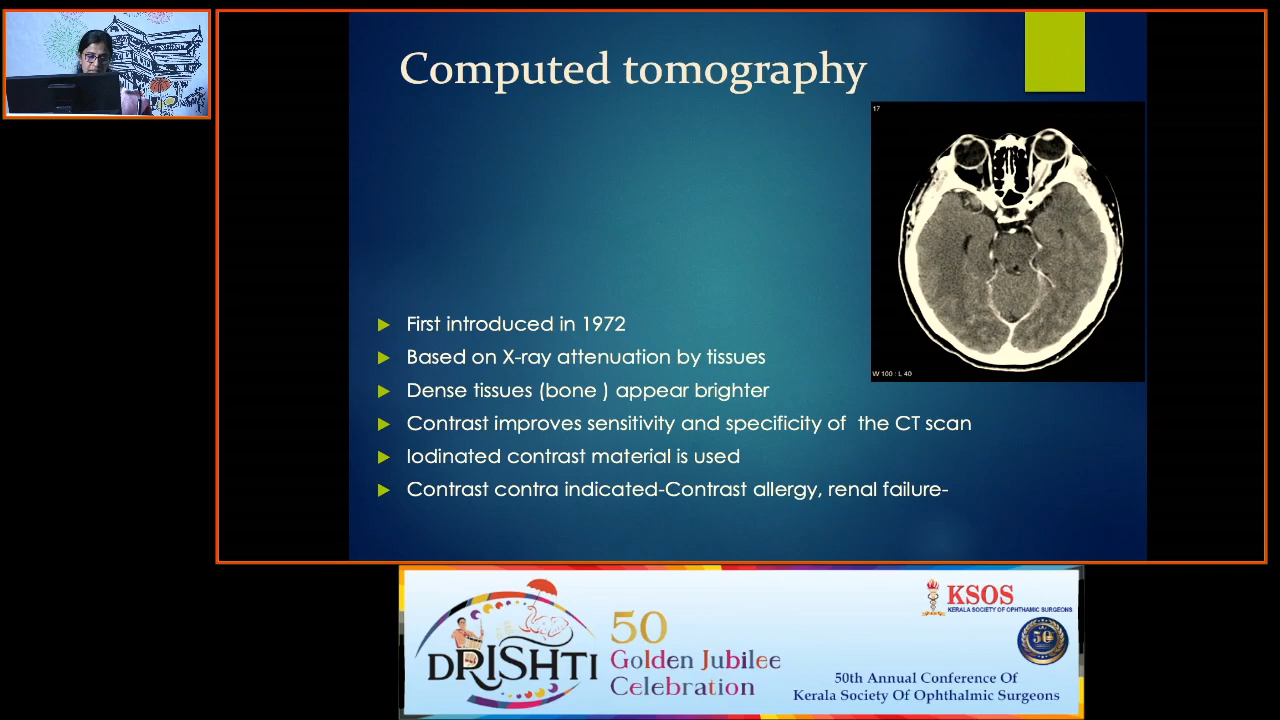 Computed tomography
17
W 100 : L 40
First introduced in 1972
Based on X-ray attenuation by tissues
Dense tissues (bone ) appear brighter
Contrast improves sensitivity and specificity of  the CT scan
Iodinated contrast material is used
Contrast contra indicated-Contrast allergy, renal failure-
DRISHTI
50
Golden Jubilee
Celebration
KSOS
KERALA SOCIETY OF OPHTHAMIC SURGEONS
50
50th Annual Conference Of
Kerala Society Of Ophthalmic Surgeons